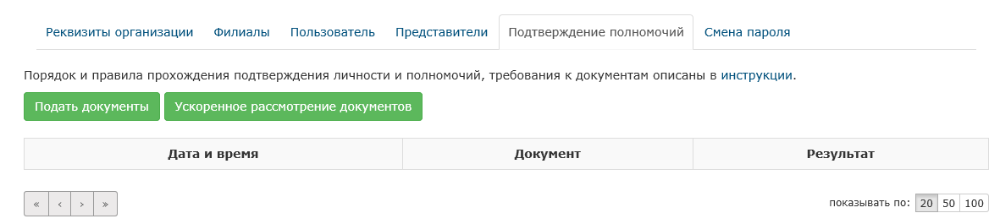 Реквизиты организации Филиалы Пользователь Представители Подтверждение полномочий Смена пароля
Порядок и правила прохождения подтверждения личности и полномочий, требования к документам описаны в инструкции.
Подать документы Ускоренное рассмотрение документов
Дата и время Документ Результат
« ‹ › » показывать по: 20 50 100